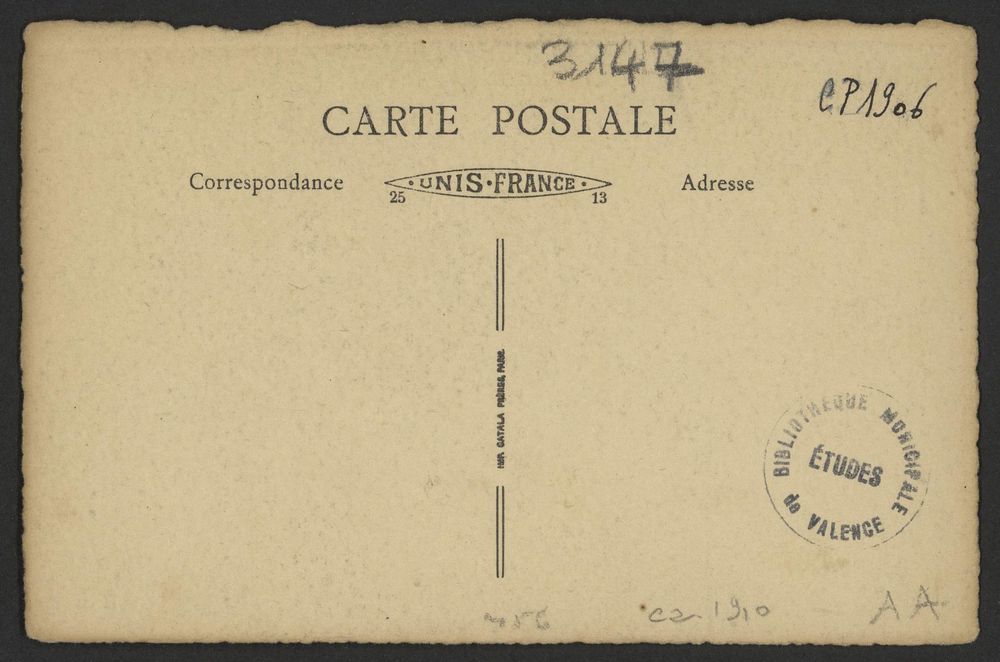 3147
CP1906
CARTE POSTALE
Correspondance
·UNIS·FRANCE·
25 13
Adresse
IMP. CATALA FRÈRES, PARIS.
BIBLIOTHÈQUE MUNICIPALE
ÉTUDES
de VALENCE
ca 1910
AA